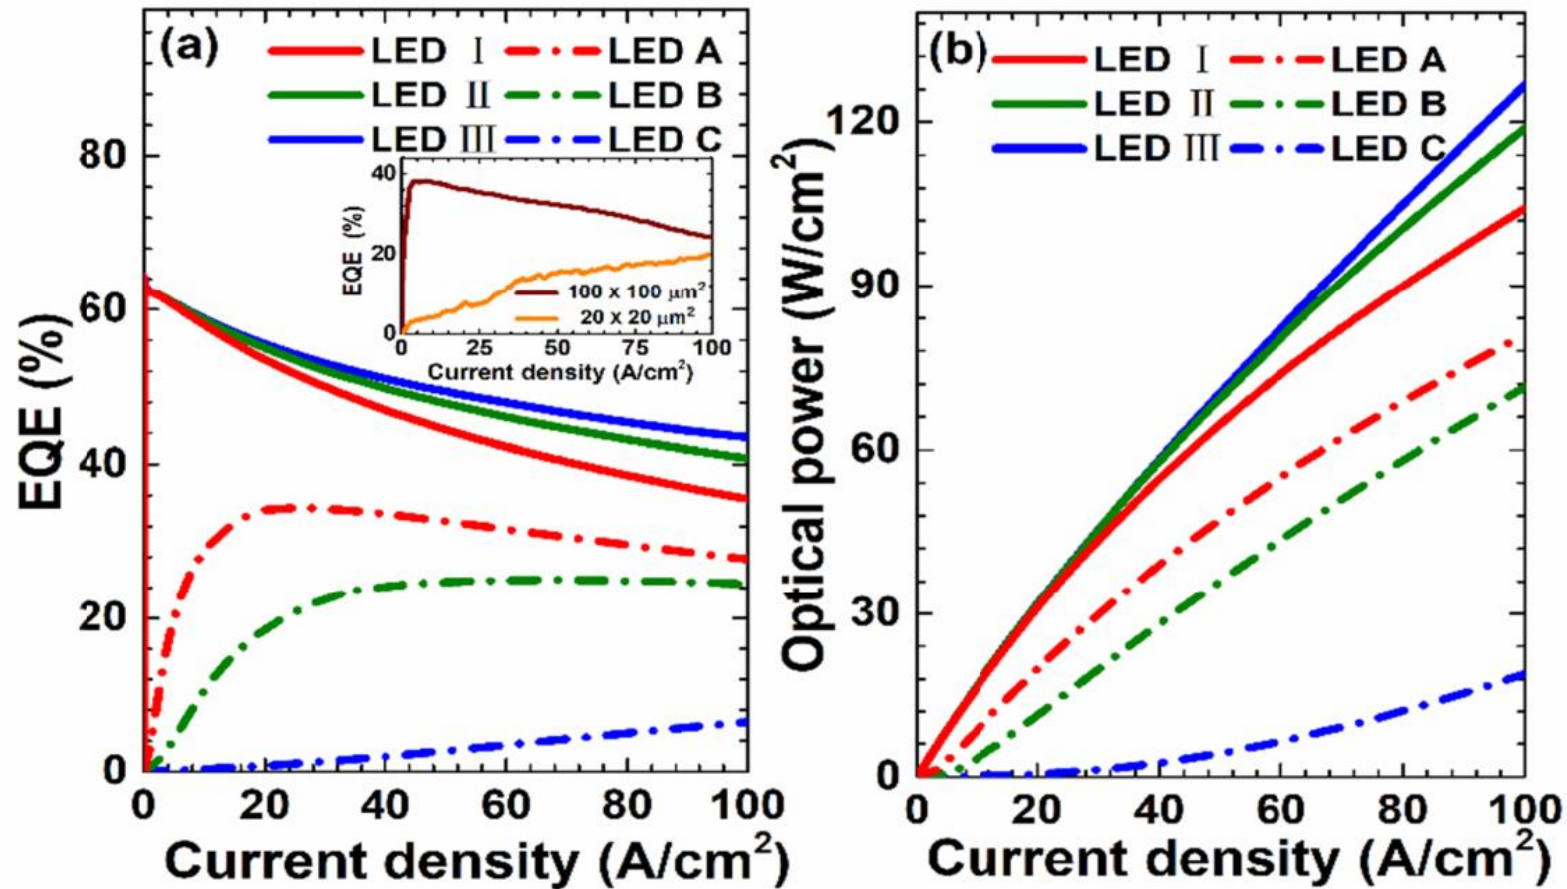 (a)
LED I LED A
LED II LED B
LED III LED C
EQE (%)
80
60
40
20
0
0 20 40 60 80 100
Current density (A/cm²)
EQE (%)
40
20
0
100 x 100 μm²
20 x 20 μm²
0 25 50 75 100
Current density (A/cm²)
(b)
LED I LED A
LED II LED B
LED III LED C
Optical power (W/cm²)
120
90
60
30
0
0 20 40 60 80 100
Current density (A/cm²)